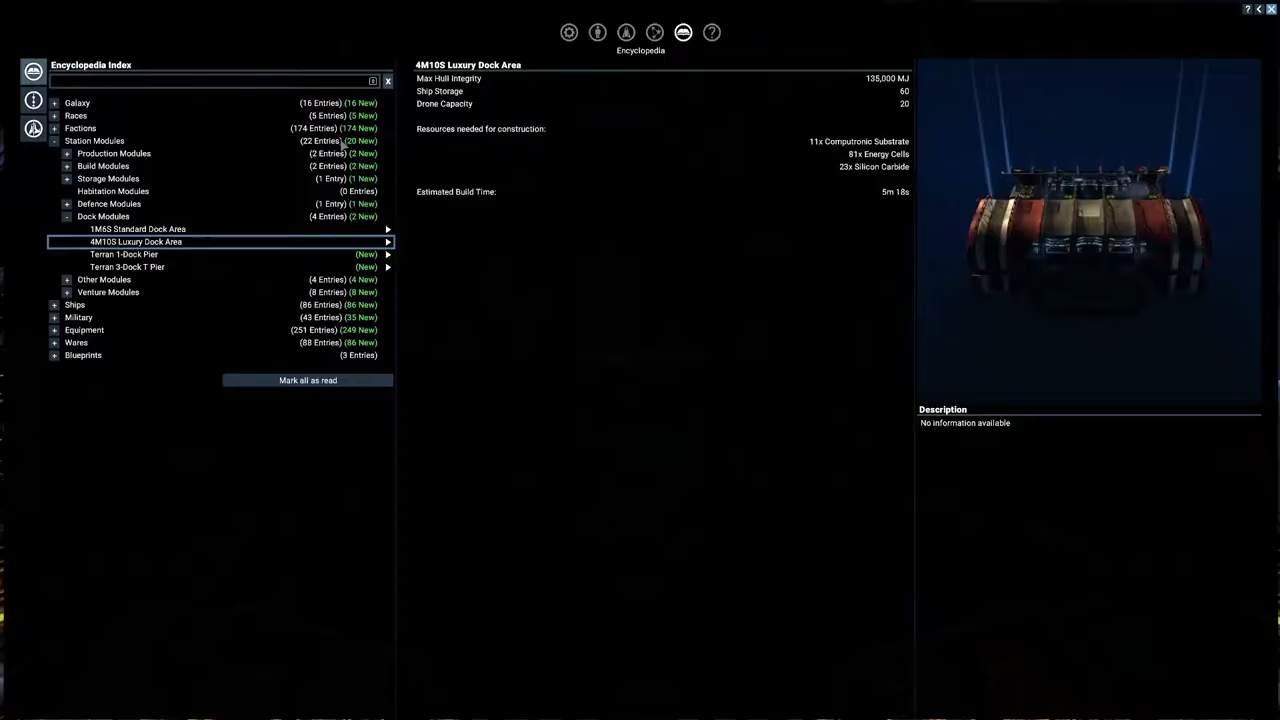 Encyclopedia
Encyclopedia Index
x
+ Galaxy (16 Entries) (16 New)
+ Races (5 Entries) (5 New)
+ Factions (174 Entries) (174 New)
- Station Modules (22 Entries) (20 New)
+ Production Modules (2 Entries) (2 New)
+ Build Modules (2 Entries) (2 New)
+ Storage Modules (1 Entry) (1 New)
Habitation Modules (0 Entries)
+ Defence Modules (1 Entry) (1 New)
- Dock Modules (4 Entries) (2 New)
1M6S Standard Dock Area
4M10S Luxury Dock Area
Terran 1-Dock Pier (New)
Terran 3-Dock T Pier (New)
+ Other Modules (4 Entries) (4 New)
+ Venture Modules (8 Entries) (8 New)
+ Ships (86 Entries) (86 New)
+ Military (43 Entries) (35 New)
+ Equipment (251 Entries) (249 New)
+ Wares (88 Entries) (86 New)
+ Blueprints (3 Entries)
Mark all as read
4M10S Luxury Dock Area
Max Hull Integrity 135,000 MJ
Ship Storage 60
Drone Capacity 20
Resources needed for construction:
11x Computronic Substrate
81x Energy Cells
23x Silicon Carbide
Estimated Build Time: 5m 18s
Description
No information available